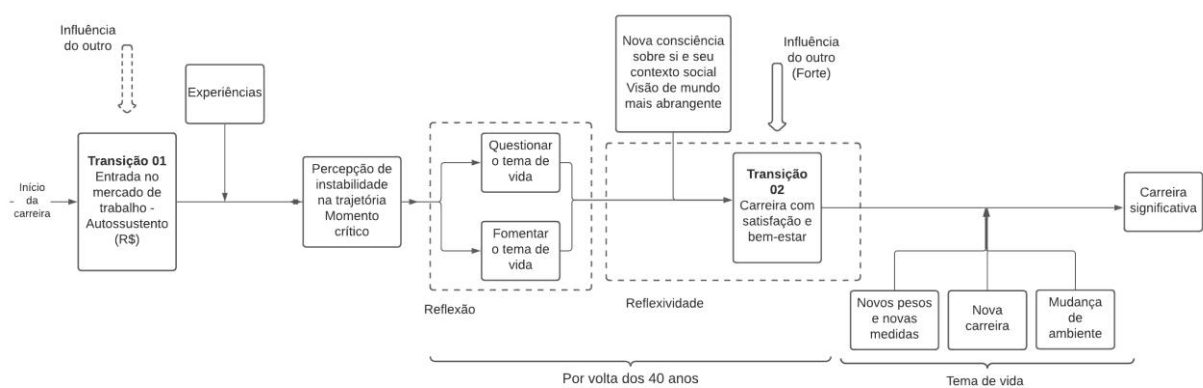 Influência
do outro
Experiências
Início
da
carreira
Transição 01
Entrada no
mercado de
trabalho -
Autossustento
(R$)
Percepção de
instabilidade
na trajetória
Momento
crítico
Questionar
o tema de
vida
Fomentar
o tema de
vida
Reflexão
Nova consciência
sobre si e seu
contexto social
Visão de mundo
mais abrangente
Influência
do outro
(Forte)
Transição
02
Carreira com
satisfação e
bem-estar
Reflexividade
Por volta dos 40 anos
Novos pesos
e novas
medidas
Nova
carreira
Mudança
de
ambiente
Tema de vida
Carreira
significativa